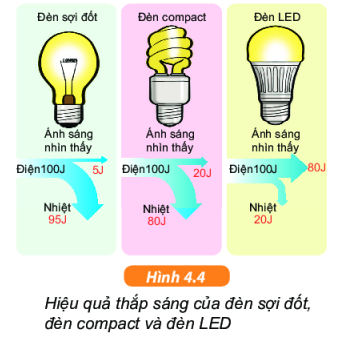 Đèn sợi đốt
Ánh sáng
nhìn thấy
Điện100J
5J
Nhiệt
95J
Đèn compact
Ánh sáng
nhìn thấy
Điện100J
20J
Nhiệt
80J
Đèn LED
Ánh sáng
nhìn thấy
Điện100J
80J
Nhiệt
20J
Hình 4.4
Hiệu quả thắp sáng của đèn sợi đốt,
đèn compact và đèn LED